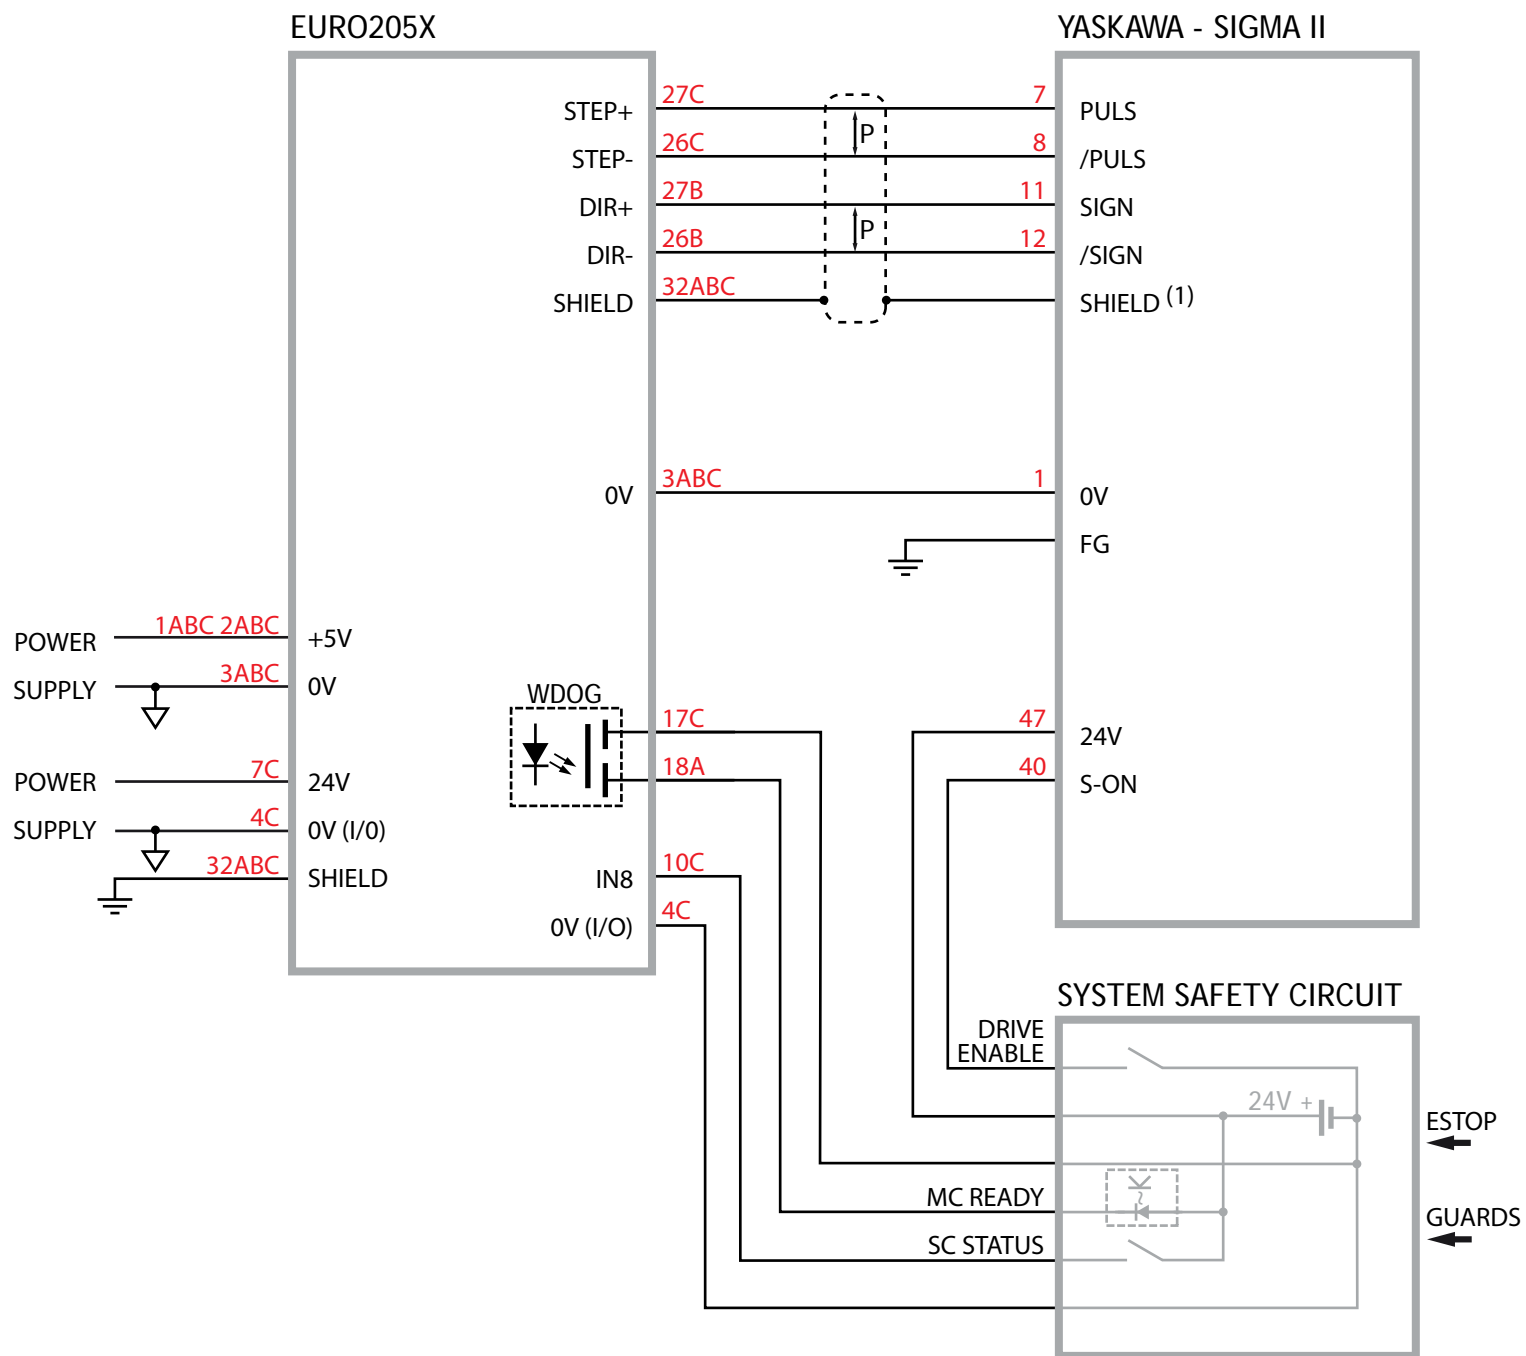 EURO205X
YASKAWA - SIGMA II
STEP+ 27C 7 PULS
P
STEP- 26C 8 /PULS
DIR+ 27B 11 SIGN
P
DIR- 26B 12 /SIGN
SHIELD 32ABC SHIELD (1)
0V 3ABC 1 0V
FG
POWER 1ABC 2ABC +5V
SUPPLY 3ABC 0V
WDOG
17C 47 24V
POWER 7C 24V
18A 40 S-ON
SUPPLY 4C 0V (I/0)
32ABC SHIELD
IN8 10C
0V (I/O) 4C
SYSTEM SAFETY CIRCUIT
DRIVE
ENABLE
24V +
ESTOP
MC READY
GUARDS
SC STATUS